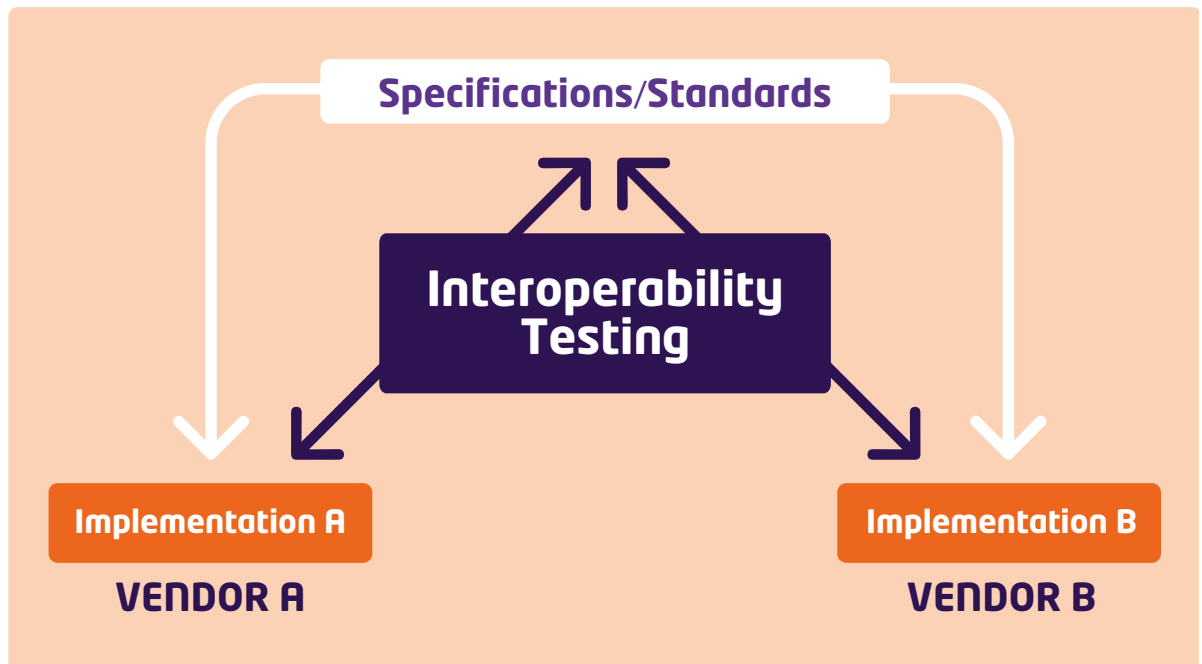 Specifications/Standards
Interoperability
Testing
Implementation A
Implementation B
VENDOR A
VENDOR B